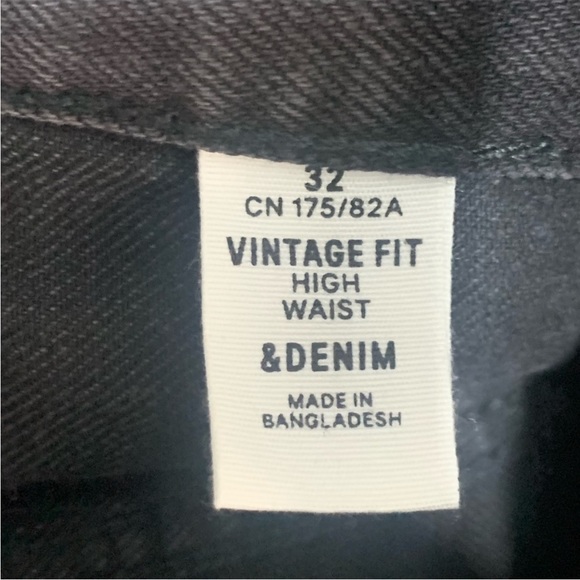 32
CN 175/82A
VINTAGE FIT
HIGH
WAIST
&DENIM
MADE IN
BANGLADESH